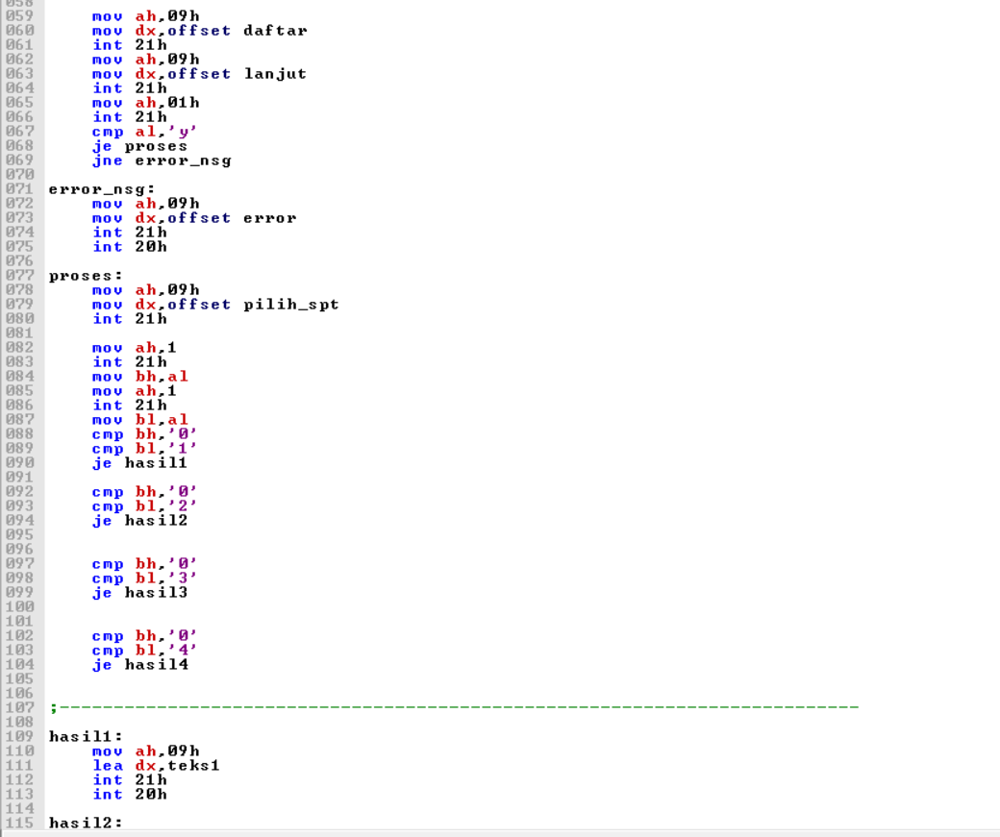 058
059 mov ah,09h
060 mov dx,offset daftar
061 int 21h
062 mov ah,09h
063 mov dx,offset lanjut
064 int 21h
065 mov ah,01h
066 int 21h
067 cmp al,'y'
068 je proses
069 jne error_nsg
070
071 error_nsg:
072 mov ah,09h
073 mov dx,offset error
074 int 21h
075 int 20h
076
077 proses:
078 mov ah,09h
079 mov dx,offset pilih_spt
080 int 21h
081
082 mov ah,1
083 int 21h
084 mov bh,al
085 mov ah,1
086 int 21h
087 mov bl,al
088 cmp bh,'0'
089 cmp bl,'1'
090 je hasil1
091
092 cmp bh,'0'
093 cmp bl,'2'
094 je hasil2
095
096
097 cmp bh,'0'
098 cmp bl,'3'
099 je hasil3
100
101
102 cmp bh,'0'
103 cmp bl,'4'
104 je hasil4
105
106
107 ;---------------------------------------------------------------------------
108
109 hasil1:
110 mov ah,09h
111 lea dx,teks1
112 int 21h
113 int 20h
114
115 hasil2: